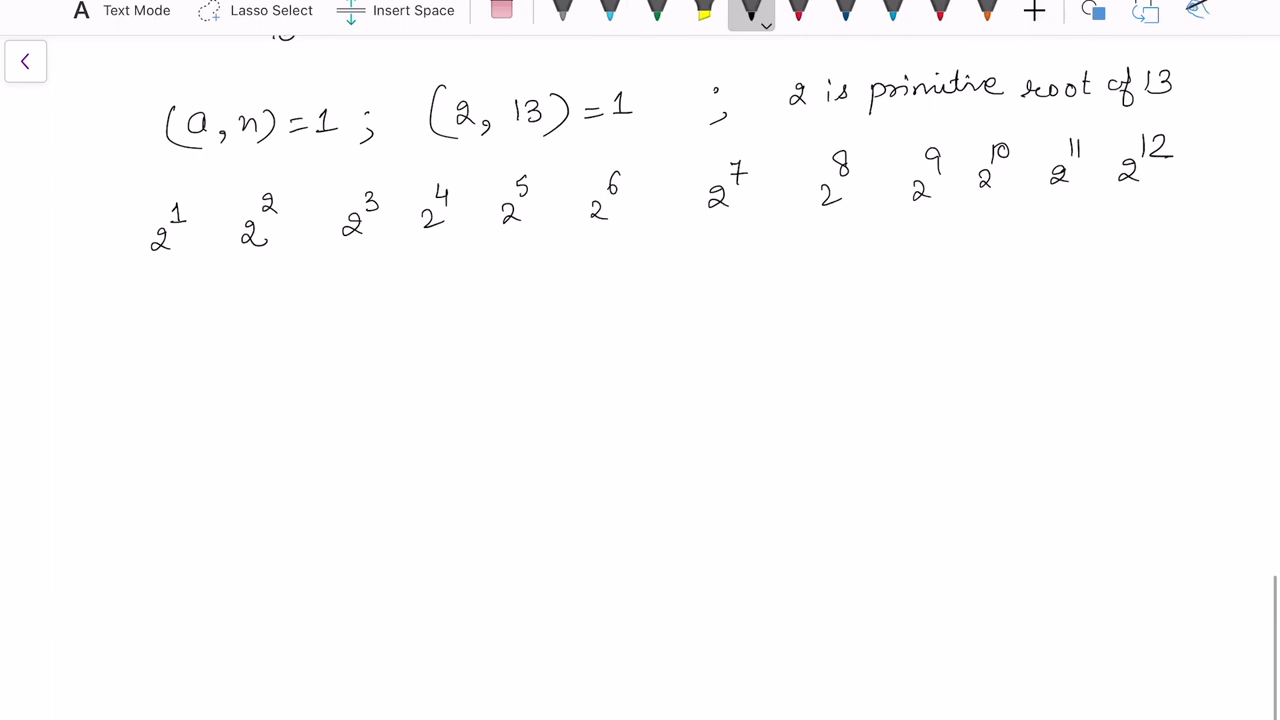 A Text Mode Lasso Select Insert Space
(a, n) = 1 ; (2, 13) = 1 ; 2 is primitive root of 13
2^1 2^2 2^3 2^4 2^5 2^6 2^7 2^8 2^9 2^10 2^11 2^12